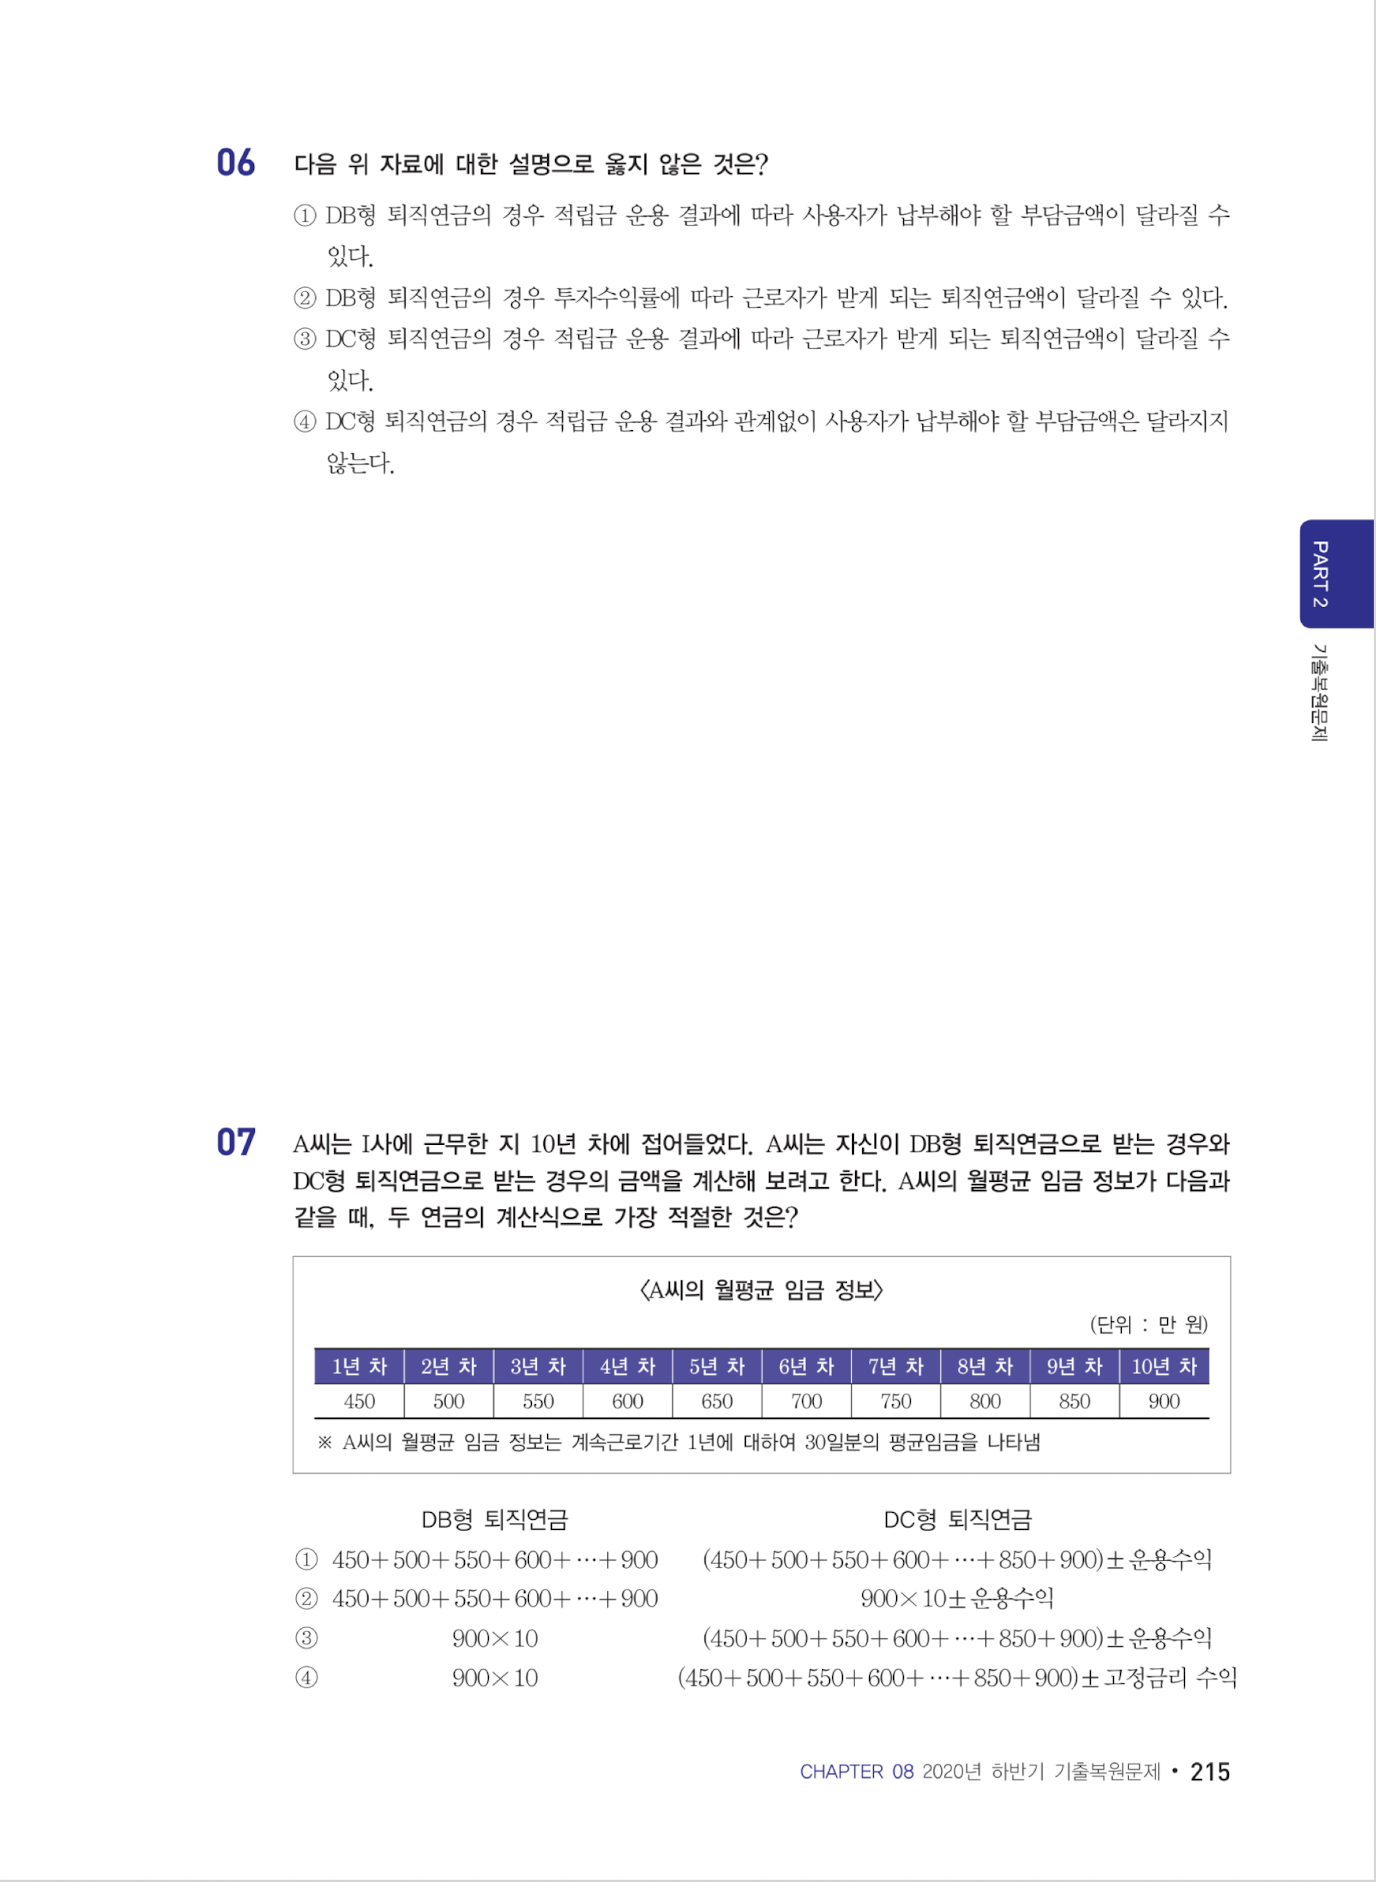 06 다음 위 자료에 대한 설명으로 옳지 않은 것은?
① DB형 퇴직연금의 경우 적립금 운용 결과에 따라 사용자가 납부해야 할 부담금액이 달라질 수
있다.
② DB형 퇴직연금의 경우 투자수익률에 따라 근로자가 받게 되는 퇴직연금액이 달라질 수 있다.
③ DC형 퇴직연금의 경우 적립금 운용 결과에 따라 근로자가 받게 되는 퇴직연금액이 달라질 수
있다.
④ DC형 퇴직연금의 경우 적립금 운용 결과와 관계없이 사용자가 납부해야 할 부담금액은 달라지지
않는다.
PART 2
기출복원문제
07 A씨는 I사에 근무한 지 10년 차에 접어들었다. A씨는 자신이 DB형 퇴직연금으로 받는 경우와
DC형 퇴직연금으로 받는 경우의 금액을 계산해 보려고 한다. A씨의 월평균 임금 정보가 다음과
같을 때, 두 연금의 계산식으로 가장 적절한 것은?
〈A씨의 월평균 임금 정보〉
(단위 : 만 원)
1년 차 2년 차 3년 차 4년 차 5년 차 6년 차 7년 차 8년 차 9년 차 10년 차
450 500 550 600 650 700 750 800 850 900
※ A씨의 월평균 임금 정보는 계속근로기간 1년에 대하여 30일분의 평균임금을 나타냄
DB형 퇴직연금 DC형 퇴직연금
① 450+500+550+600+…+900 (450+500+550+600+…+850+900)±운용수익
② 450+500+550+600+…+900 900×10±운용수익
③ 900×10 (450+500+550+600+…+850+900)±운용수익
④ 900×10 (450+500+550+600+…+850+900)±고정금리 수익
CHAPTER 08 2020년 하반기 기출복원문제 • 215